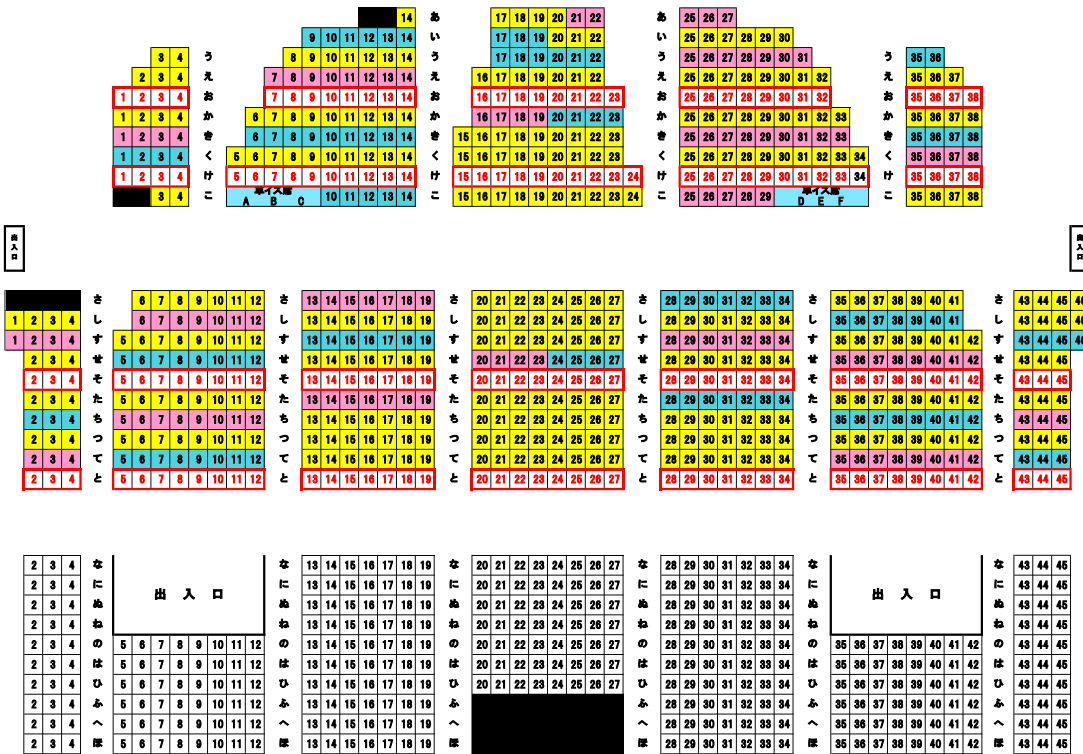 14 あ 17 18 19 20 21 22 あ 25 26 27
9 10 11 12 13 14 い 17 18 19 20 21 22 い 25 26 27 28 29 30
3 4 う 8 9 10 11 12 13 14 う 17 18 19 20 21 22 う 25 26 27 28 29 30 31 う 35 36
2 3 4 え 7 8 9 10 11 12 13 14 え 16 17 18 19 20 21 22 え 25 26 27 28 29 30 31 32 え 35 36 37
1 2 3 4 お 7 8 9 10 11 12 13 14 お 16 17 18 19 20 21 22 23 お 25 26 27 28 29 30 31 32 お 35 36 37 38
1 2 3 4 か 6 7 8 9 10 11 12 13 14 か 16 17 18 19 20 21 22 23 か 25 26 27 28 29 30 31 32 33 か 35 36 37 38
1 2 3 4 き 6 7 8 9 10 11 12 13 14 き 15 16 17 18 19 20 21 22 23 き 25 26 27 28 29 30 31 32 33 き 35 36 37 38
1 2 3 4 く 5 6 7 8 9 10 11 12 13 14 く 15 16 17 18 19 20 21 22 23 く 25 26 27 28 29 30 31 32 33 34 く 35 36 37 38
1 2 3 4 け 5 6 7 8 9 10 11 12 13 14 け 15 16 17 18 19 20 21 22 23 24 け 25 26 27 28 29 30 31 32 33 34 け 35 36 37 38
3 4 こ 車イス席 A B C 10 11 12 13 14 こ 15 16 17 18 19 20 21 22 23 24 こ 25 26 27 28 29 車イス席 D E F こ 35 36 37 38
出入口 出入口
さ 6 7 8 9 10 11 12 さ 13 14 15 16 17 18 19 さ 20 21 22 23 24 25 26 27 さ 28 29 30 31 32 33 34 さ 35 36 37 38 39 40 41 さ 43 44 45 46
1 2 3 4 し 6 7 8 9 10 11 12 し 13 14 15 16 17 18 19 し 20 21 22 23 24 25 26 27 し 28 29 30 31 32 33 34 し 35 36 37 38 39 40 41 し 43 44 45 46
1 2 3 4 す 5 6 7 8 9 10 11 12 す 13 14 15 16 17 18 19 す 20 21 22 23 24 25 26 27 す 28 29 30 31 32 33 34 す 35 36 37 38 39 40 41 42 す 43 44 45 46
2 3 4 せ 5 6 7 8 9 10 11 12 せ 13 14 15 16 17 18 19 せ 20 21 22 23 24 25 26 27 せ 28 29 30 31 32 33 34 せ 35 36 37 38 39 40 41 42 せ 43 44 45
2 3 4 そ 5 6 7 8 9 10 11 12 そ 13 14 15 16 17 18 19 そ 20 21 22 23 24 25 26 27 そ 28 29 30 31 32 33 34 そ 35 36 37 38 39 40 41 42 そ 43 44 45
2 3 4 た 5 6 7 8 9 10 11 12 た 13 14 15 16 17 18 19 た 20 21 22 23 24 25 26 27 た 28 29 30 31 32 33 34 た 35 36 37 38 39 40 41 42 た 43 44 45
2 3 4 ち 5 6 7 8 9 10 11 12 ち 13 14 15 16 17 18 19 ち 20 21 22 23 24 25 26 27 ち 28 29 30 31 32 33 34 ち 35 36 37 38 39 40 41 42 ち 43 44 45
2 3 4 つ 5 6 7 8 9 10 11 12 つ 13 14 15 16 17 18 19 つ 20 21 22 23 24 25 26 27 つ 28 29 30 31 32 33 34 つ 35 36 37 38 39 40 41 42 つ 43 44 45
2 3 4 て 5 6 7 8 9 10 11 12 て 13 14 15 16 17 18 19 て 20 21 22 23 24 25 26 27 て 28 29 30 31 32 33 34 て 35 36 37 38 39 40 41 42 て 43 44 45
2 3 4 と 5 6 7 8 9 10 11 12 と 13 14 15 16 17 18 19 と 20 21 22 23 24 25 26 27 と 28 29 30 31 32 33 34 と 35 36 37 38 39 40 41 42 と 43 44 45
2 3 4 な な 13 14 15 16 17 18 19 な 20 21 22 23 24 25 26 27 な 28 29 30 31 32 33 34 な な 43 44 45
2 3 4 に に 13 14 15 16 17 18 19 に 20 21 22 23 24 25 26 27 に 28 29 30 31 32 33 34 に に 43 44 45
2 3 4 ぬ 出入口 ぬ 13 14 15 16 17 18 19 ぬ 20 21 22 23 24 25 26 27 ぬ 28 29 30 31 32 33 34 ぬ 出入口 ぬ 43 44 45
2 3 4 ね ね 13 14 15 16 17 18 19 ね 20 21 22 23 24 25 26 27 ね 28 29 30 31 32 33 34 ね ね 43 44 45
2 3 4 の 5 6 7 8 9 10 11 12 の 13 14 15 16 17 18 19 の 20 21 22 23 24 25 26 27 の 28 29 30 31 32 33 34 の 35 36 37 38 39 40 41 42 の 43 44 45
2 3 4 は 5 6 7 8 9 10 11 12 は 13 14 15 16 17 18 19 は 20 21 22 23 24 25 26 27 は 28 29 30 31 32 33 34 は 35 36 37 38 39 40 41 42 は 43 44 45
2 3 4 ひ 5 6 7 8 9 10 11 12 ひ 13 14 15 16 17 18 19 ひ 20 21 22 23 24 25 26 27 ひ 28 29 30 31 32 33 34 ひ 35 36 37 38 39 40 41 42 ひ 43 44 45
2 3 4 ふ 5 6 7 8 9 10 11 12 ふ 13 14 15 16 17 18 19 ふ ふ 28 29 30 31 32 33 34 ふ 35 36 37 38 39 40 41 42 ふ 43 44 45
2 3 4 へ 5 6 7 8 9 10 11 12 へ 13 14 15 16 17 18 19 へ へ 28 29 30 31 32 33 34 へ 35 36 37 38 39 40 41 42 へ 43 44 45
2 3 4 ほ 5 6 7 8 9 10 11 12 ほ 13 14 15 16 17 18 19 ほ ほ 28 29 30 31 32 33 34 ほ 35 36 37 38 39 40 41 42 ほ 43 44 45